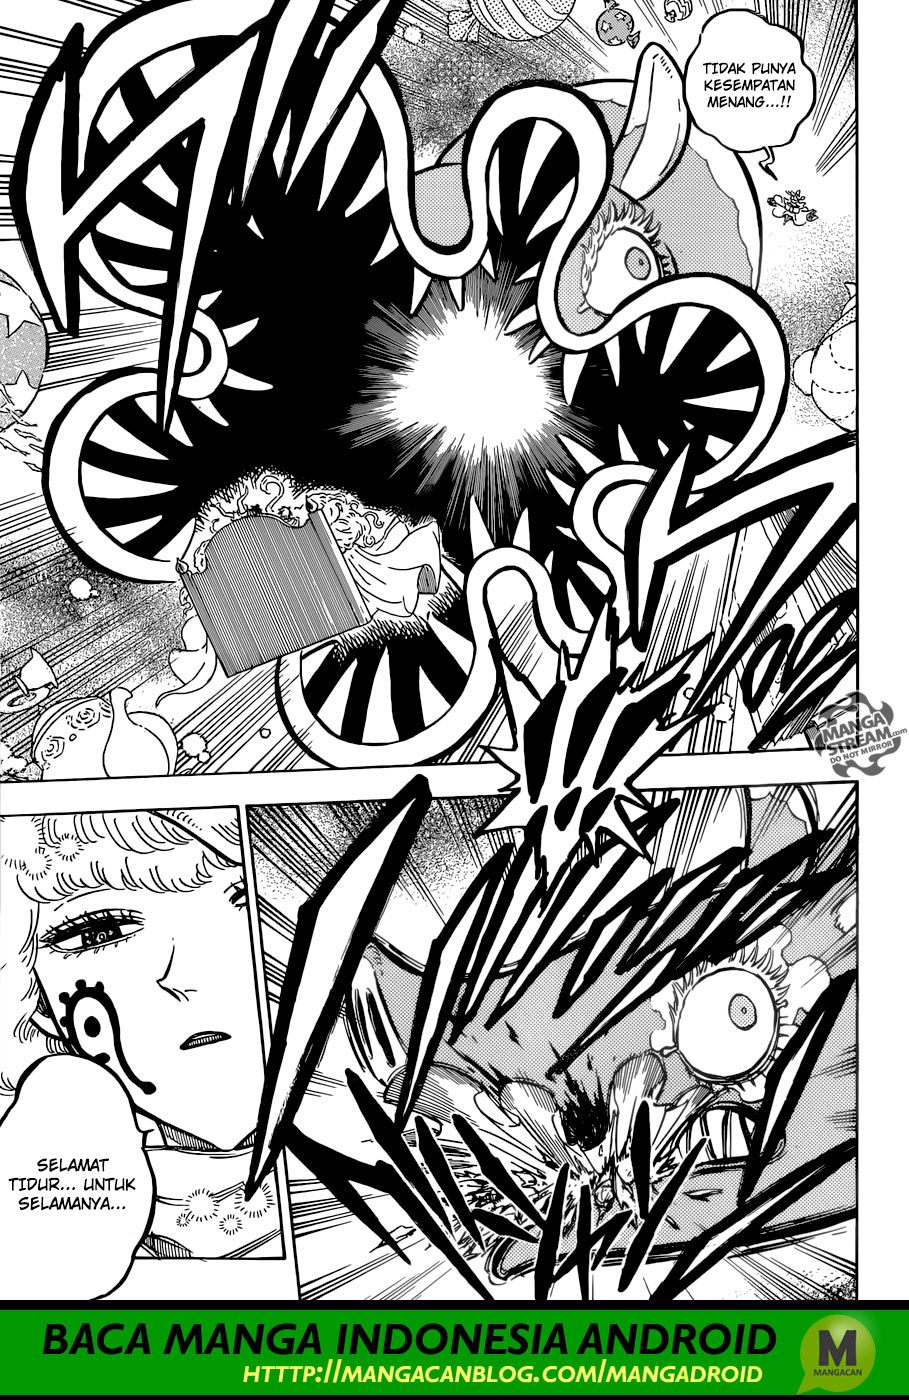 TIDAK PUNYA
KESEMPATAN
MENANG...!!
MANGA
STREAM.com
DO NOT MIRROR
!!!
SELAMAT
TIDUR... UNTUK
SELAMANYA...
BACA MANGA INDONESIA ANDROID
HTTTP://MANGACANBLOG.COM/MANGADROID
M
MANGACAN